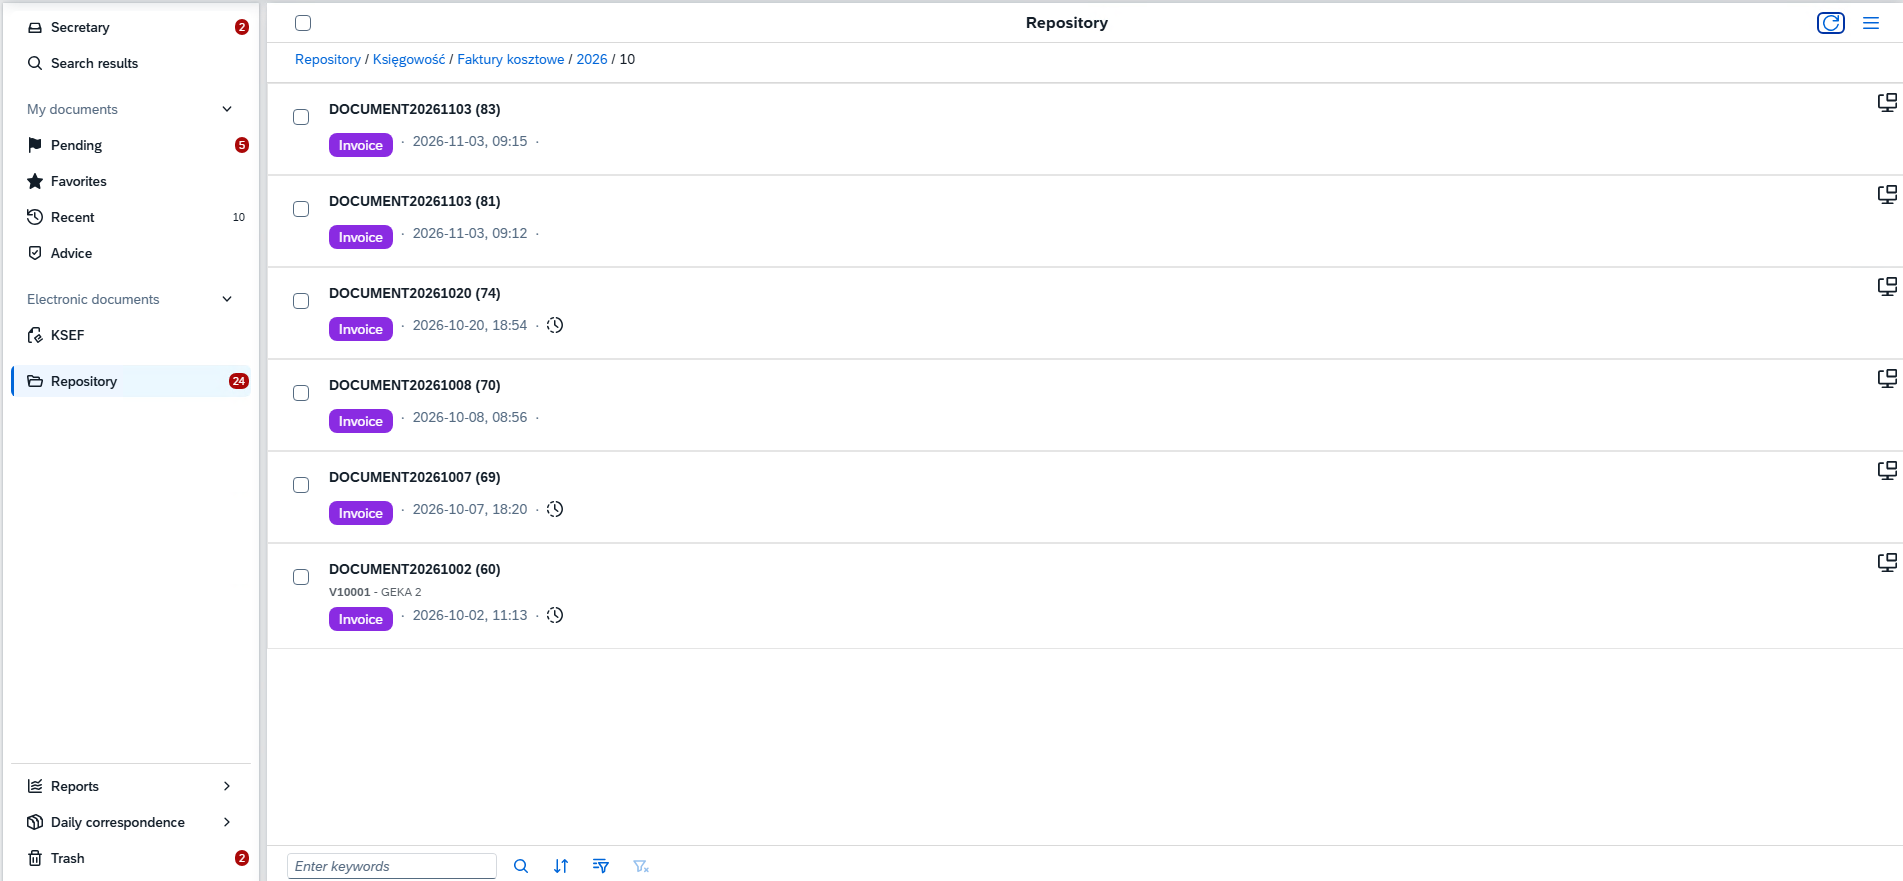 Secretary 2
Search results
My documents
Pending 5
Favorites
Recent 10
Advice
Electronic documents
KSEF
Repository 24
Reports
Daily correspondence
Trash 2
Repository
Repository / Księgowość / Faktury kosztowe / 2026 / 10
DOCUMENT20261103 (83)
Invoice · 2026-11-03, 09:15 ·
DOCUMENT20261103 (81)
Invoice · 2026-11-03, 09:12 ·
DOCUMENT20261020 (74)
Invoice · 2026-10-20, 18:54 ·
DOCUMENT20261008 (70)
Invoice · 2026-10-08, 08:56 ·
DOCUMENT20261007 (69)
Invoice · 2026-10-07, 18:20 ·
DOCUMENT20261002 (60)
V10001 - GEKA 2
Invoice · 2026-10-02, 11:13 ·
Enter keywords